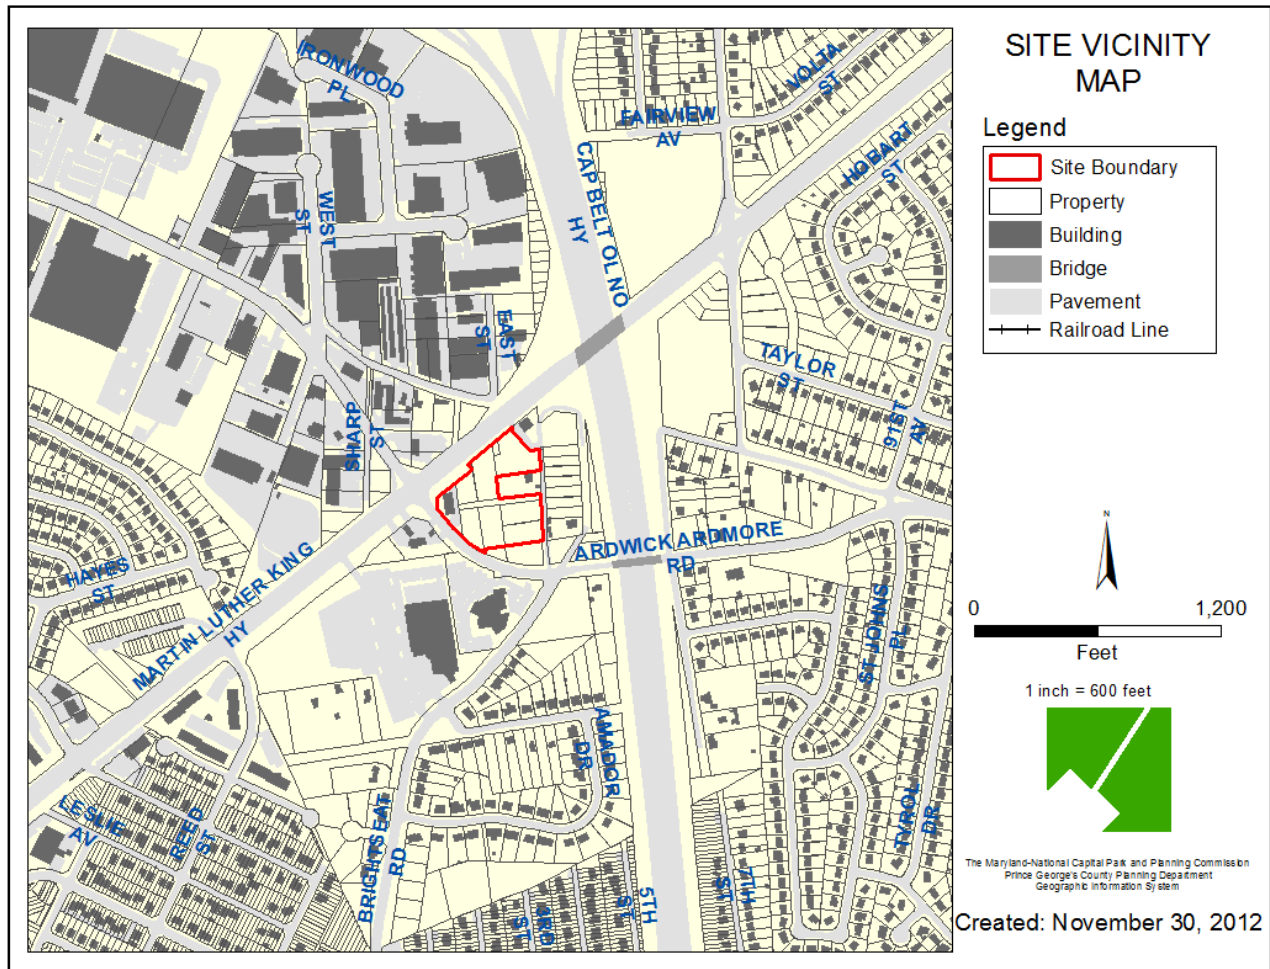 SITE VICINITY
MAP
Legend
Site Boundary
Property
Building
Bridge
Pavement
Railroad Line
IRONWOOD
PL
VOLTA
ST
FAIRVIEW
AV
HOBART
ST
CAP BELT OL NO
HY
WEST
ST
EAST
ST
TAYLOR
ST
91ST
AV
SHARP
ST
ARDWICK ARDMORE
RD
HAYES
ST
MARTIN LUTHER KING
HY
ST JOHNS
PL
AMADOR
DR
LESLIE
AV
REED
ST
BRIGHTSEAT
RD
TYROL
DR
5TH
ST
7TH
ST
3RD
ST
N
0 1,200
Feet
1 inch = 600 feet
The Maryland-National Capital Park and Planning Commission
Prince George's County Planning Department
Geographic Information System
Created: November 30, 2012